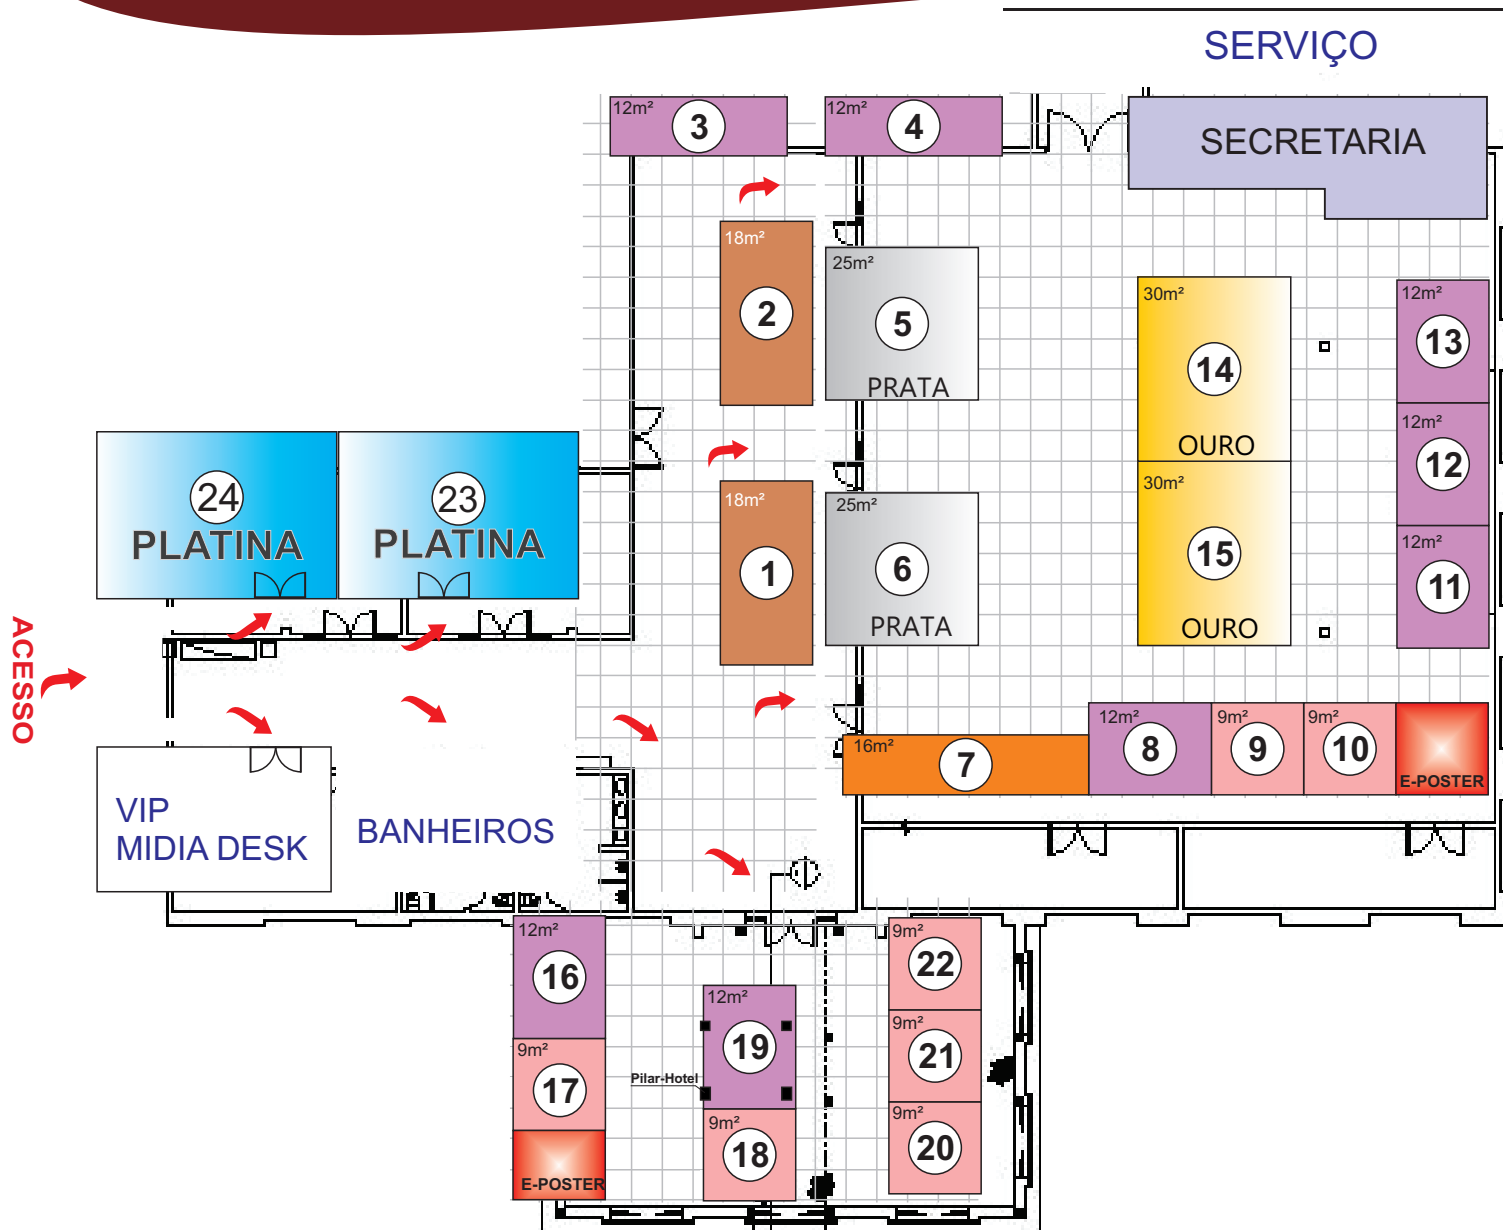 SERVIÇO
12m²
3
12m²
4
SECRETARIA
18m²
2
25m²
5
PRATA
30m²
14
OURO
12m²
13
24
PLATINA
23
PLATINA
18m²
1
25m²
6
PRATA
30m²
15
OURO
12m²
12
12m²
11
ACESSO
16m²
7
12m²
8
9m²
9
9m²
10
E-POSTER
VIP
MIDIA DESK
BANHEIROS
12m²
16
9m²
17
E-POSTER
12m²
19
Pilar-Hotel
9m²
18
9m²
22
9m²
21
9m²
20